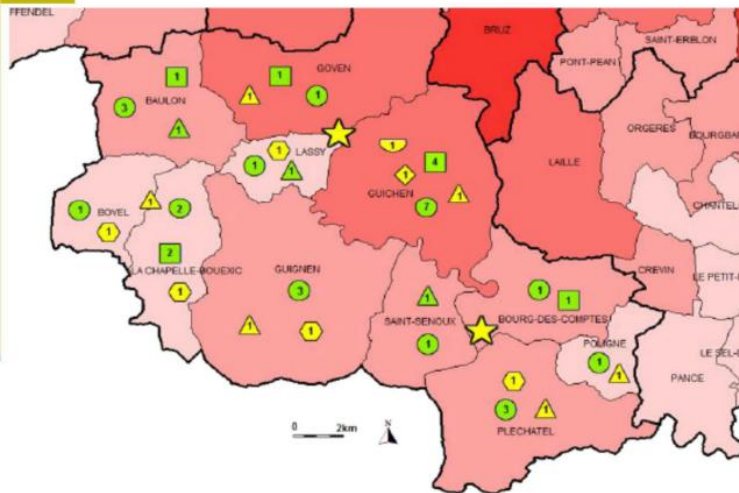 FFENDEL
BRUZ
SAINT-ERBLON
PONT-PEAN
GOVEN
1
1
1
BAULON
1
3
1
ORGERES
BOURGBAR
LAILLE
LASSY
1
1
1
GUICHEN
1
4
1
1
7
CHANTEL
BOVEL
1
1
1
2
2
LA CHAPELLE-BOUEXIC
1
GUIGNEN
3
1
1
SAINT-SENOUX
1
1
CREVIN
LE PETIT-
1
1
BOURG-DES-COMPTES
POLIGNE
1
1
LE SEL-D
PANCE
1
3
1
PLECHATEL
0 2km
N